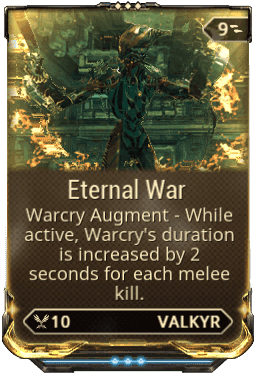 9
Eternal War
Warcry Augment - While
active, Warcry's duration
is increased by 2
seconds for each melee
kill.
10 VALKYR